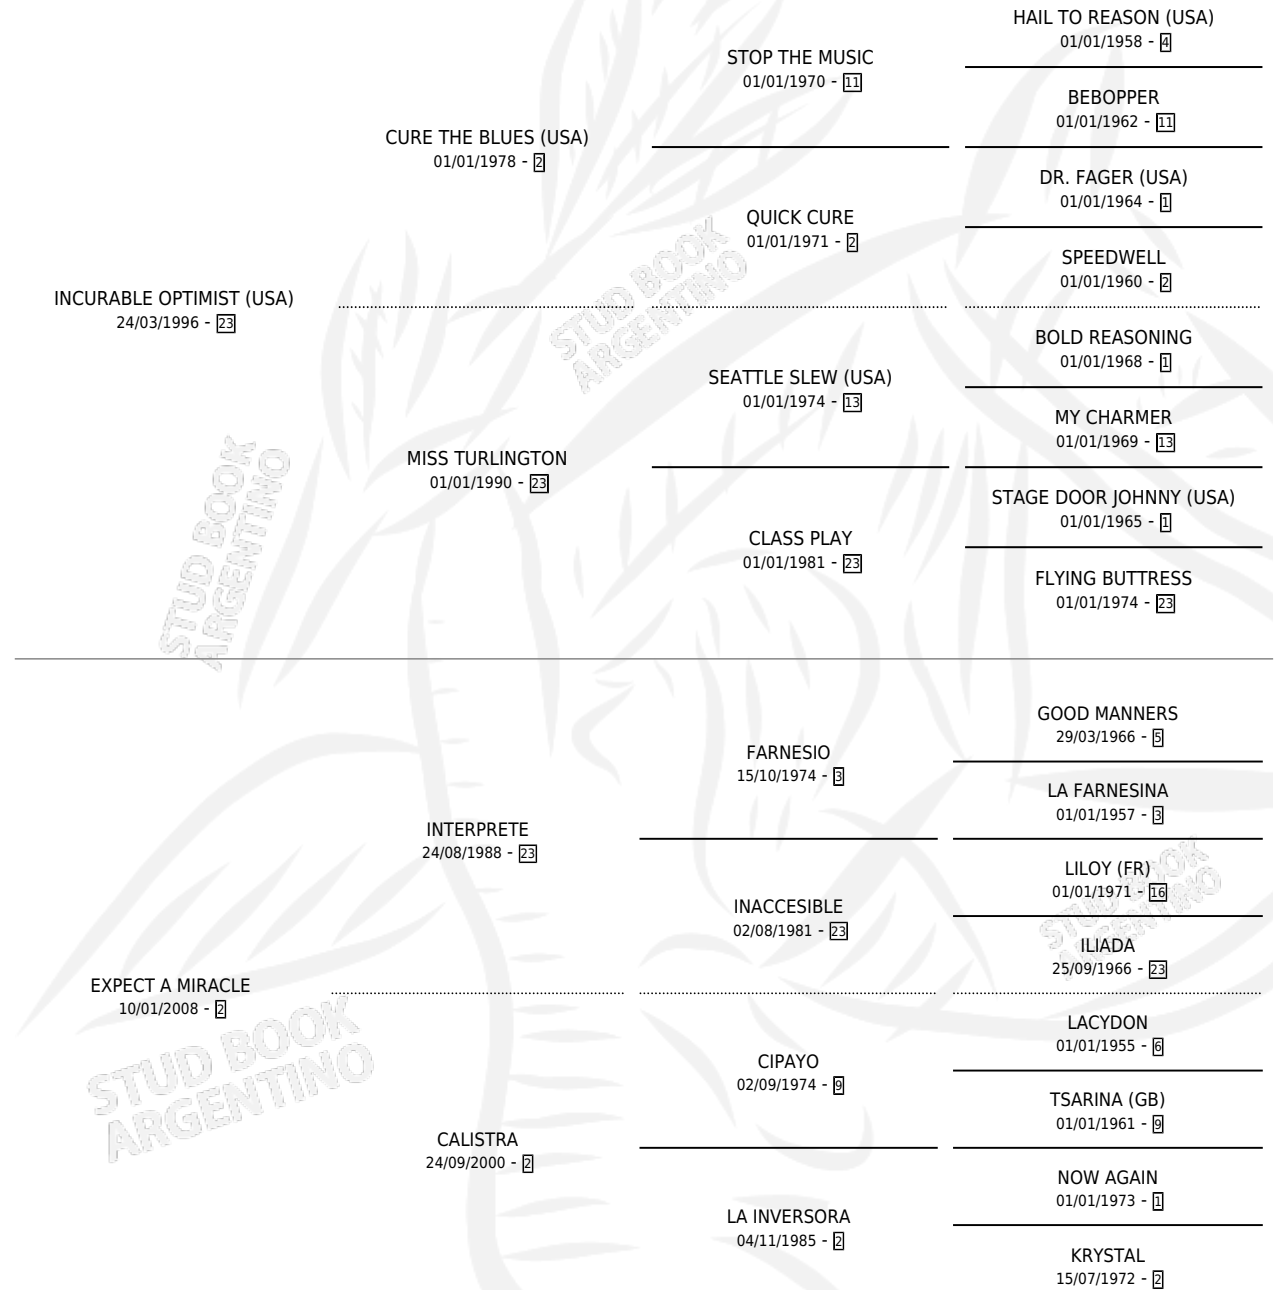 HAIL TO REASON (USA)
01/01/1958 - 4
STOP THE MUSIC
01/01/1970 - 11
BEBOPPER
01/01/1962 - 11
CURE THE BLUES (USA)
01/01/1978 - 2
DR. FAGER (USA)
01/01/1964 - 1
QUICK CURE
01/01/1971 - 2
SPEEDWELL
01/01/1960 - 2
INCURABLE OPTIMIST (USA)
24/03/1996 - 23
BOLD REASONING
01/01/1968 - 1
SEATTLE SLEW (USA)
01/01/1974 - 13
MY CHARMER
01/01/1969 - 13
MISS TURLINGTON
01/01/1990 - 23
STAGE DOOR JOHNNY (USA)
01/01/1965 - 1
CLASS PLAY
01/01/1981 - 23
FLYING BUTTRESS
01/01/1974 - 23
GOOD MANNERS
29/03/1966 - 5
FARNESIO
15/10/1974 - 3
LA FARNESINA
01/01/1957 - 3
INTERPRETE
24/08/1988 - 23
LILOY (FR)
01/01/1971 - 16
INACCESIBLE
02/08/1981 - 23
ILIADA
25/09/1966 - 23
EXPECT A MIRACLE
10/01/2008 - 2
LACYDON
01/01/1955 - 6
CIPAYO
02/09/1974 - 9
TSARINA (GB)
01/01/1961 - 9
CALISTRA
24/09/2000 - 2
NOW AGAIN
01/01/1973 - 1
LA INVERSORA
04/11/1985 - 2
KRYSTAL
15/07/1972 - 2
STUD BOOK
ARGENTINO
STUD BOOK
ARGENTINO
STUD BOOK
ARGENTINO
STUD BOOK
ARGENTINO